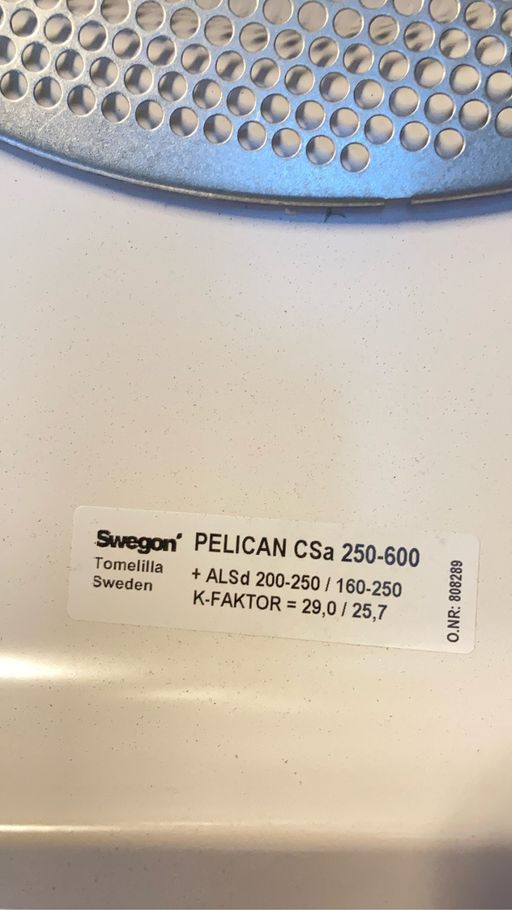 Swegon PELICAN CSa 250-600
Tomelilla + ALSd 200-250 / 160-250
Sweden K-FAKTOR = 29,0 / 25,7
O.NR: 808289